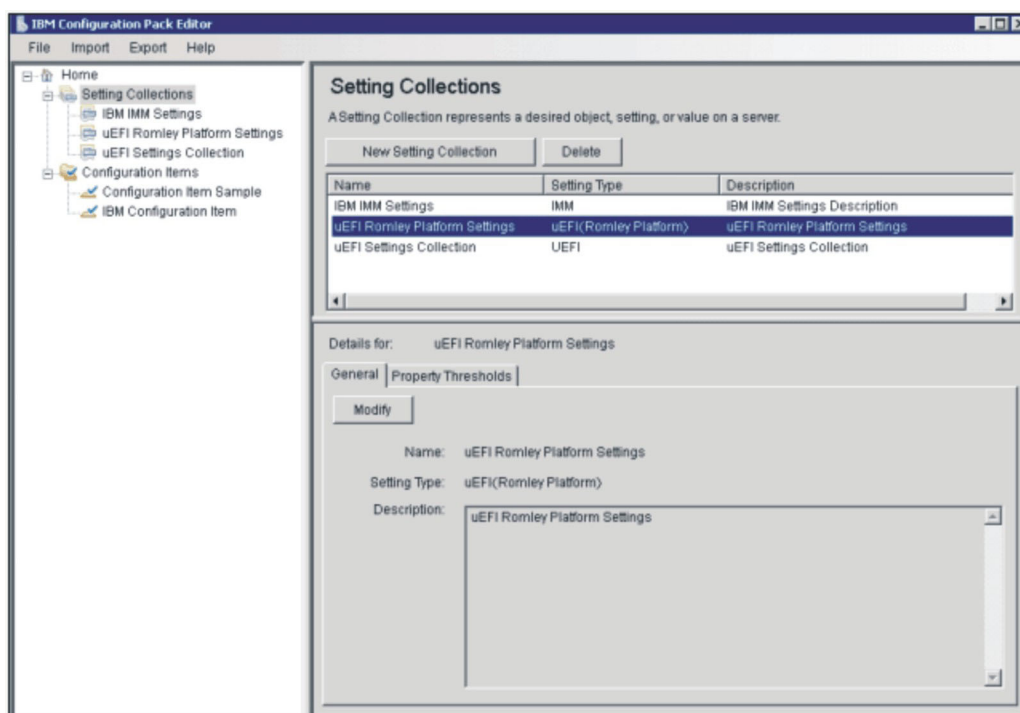 IBM Configuration Pack Editor
File Import Export Help
Home
Setting Collections
IBM IMM Settings
uEFI Romley Platform Settings
uEFI Settings Collection
Configuration Items
Configuration Item Sample
IBM Configuration Item
Setting Collections
A Setting Collection represents a desired object, setting, or value on a server.
New Setting Collection Delete
Name Setting Type Description
IBM IMM Settings IMM IBM IMM Settings Description
uEFI Romley Platform Settings uEFI(Romley Platform) uEFI Romley Platform Settings
uEFI Settings Collection UEFI uEFI Settings Collection
Details for: uEFI Romley Platform Settings
General Property Thresholds
Modify
Name: uEFI Romley Platform Settings
Setting Type: uEFI(Romley Platform)
Description: uEFI Romley Platform Settings